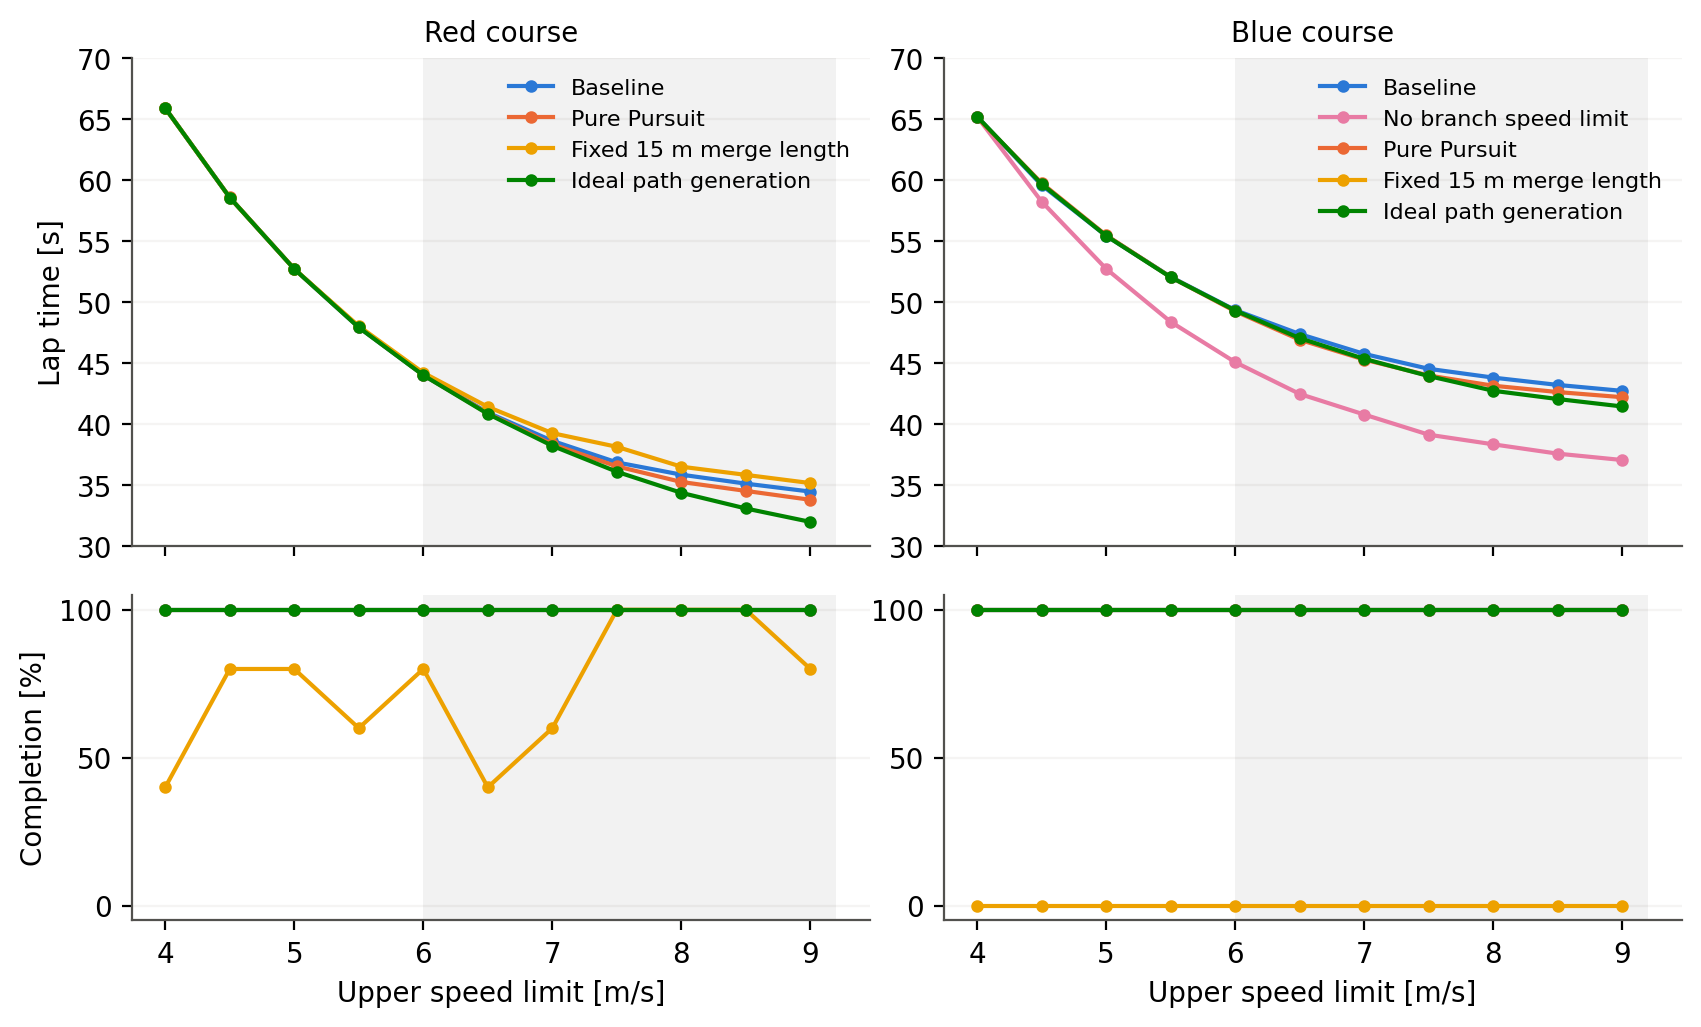 Red course
70
65
60
55
50
45
40
35
30
Lap time [s]
Baseline
Pure Pursuit
Fixed 15 m merge length
Ideal path generation
Blue course
70
65
60
55
50
45
40
35
30
Baseline
No branch speed limit
Pure Pursuit
Fixed 15 m merge length
Ideal path generation
100
50
0
Completion [%]
4 5 6 7 8 9
Upper speed limit [m/s]
100
50
0
4 5 6 7 8 9
Upper speed limit [m/s]